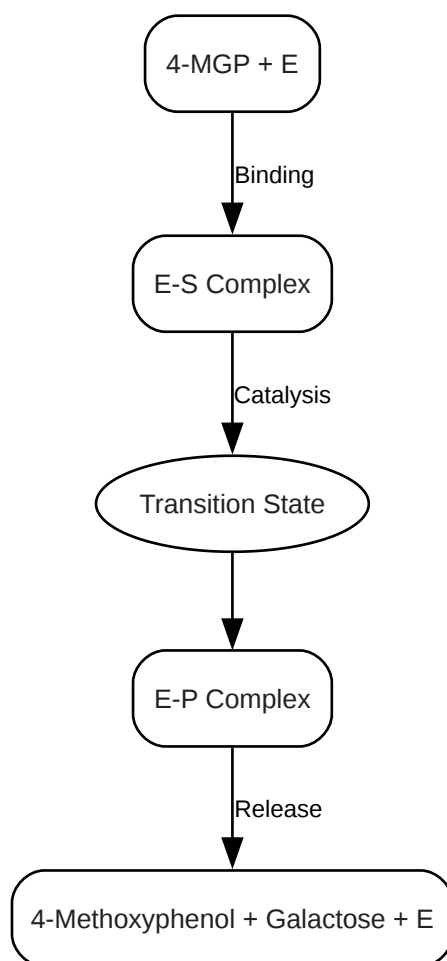 4-MGP + E
Binding
E-S Complex
Catalysis
Transition State
E-P Complex
Release
4-Methoxyphenol + Galactose + E